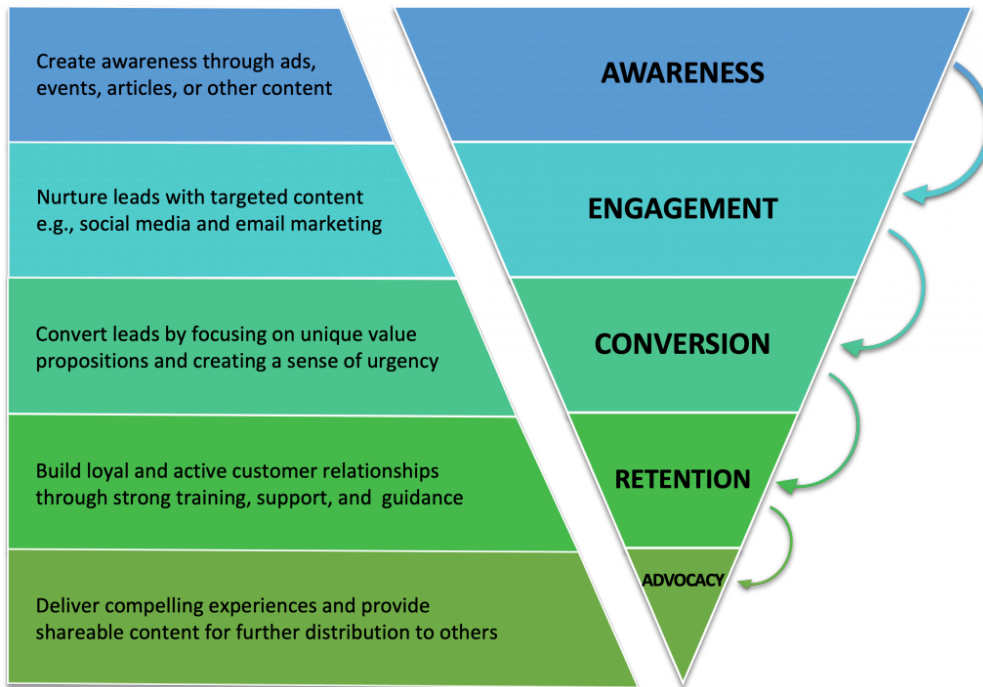 Create awareness through ads,
events, articles, or other content
AWARENESS
Nurture leads with targeted content
e.g., social media and email marketing
ENGAGEMENT
Convert leads by focusing on unique value
propositions and creating a sense of urgency
CONVERSION
Build loyal and active customer relationships
through strong training, support, and guidance
RETENTION
Deliver compelling experiences and provide
shareable content for further distribution to others
ADVOCACY